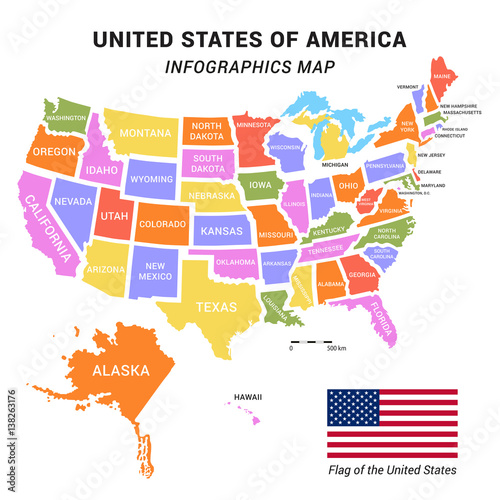 UNITED STATES OF AMERICA
INFOGRAPHICS MAP
WASHINGTON
OREGON
CALIFORNIA
NEVADA
IDAHO
MONTANA
WYOMING
UTAH
COLORADO
ARIZONA
NEW
MEXICO
NORTH
DAKOTA
SOUTH
DAKOTA
NEBRASKA
KANSAS
OKLAHOMA
TEXAS
MINNESOTA
IOWA
MISSOURI
ARKANSAS
LOUISIANA
WISCONSIN
ILLINOIS
MICHIGAN
INDIANA
OHIO
KENTUCKY
TENNESSEE
MISSISSIPPI
ALABAMA
GEORGIA
FLORIDA
SOUTH
CAROLINA
NORTH
CAROLINA
VIRGINIA
WEST
VIRGINIA
PENNSYLVANIA
NEW
YORK
VERMONT
MAINE
NEW HAMPSHIRE
MASSACHUSETTS
RHODE ISLAND
CONNECTICUT
NEW JERSEY
DELAWARE
MARYLAND
WASHINGTON, D.C.
ALASKA
HAWAII
0 500 km
Flag of the United States
Adobe Stock | #138263176